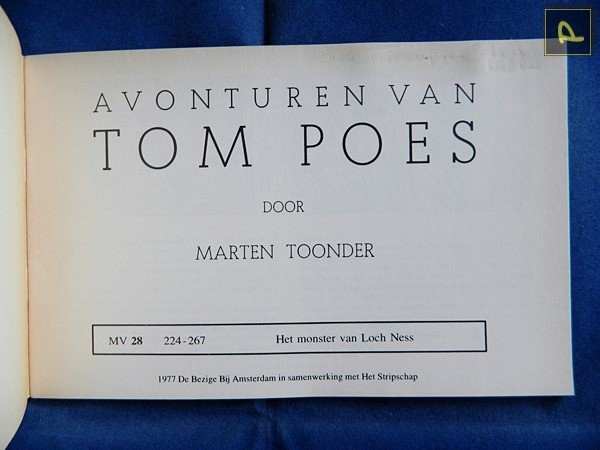 AVONTUREN VAN
TOM POES
DOOR
MARTEN TOONDER
MV 28 224-267 Het monster van Loch Ness
1977 De Bezige Bij Amsterdam in samenwerking met Het Stripschap